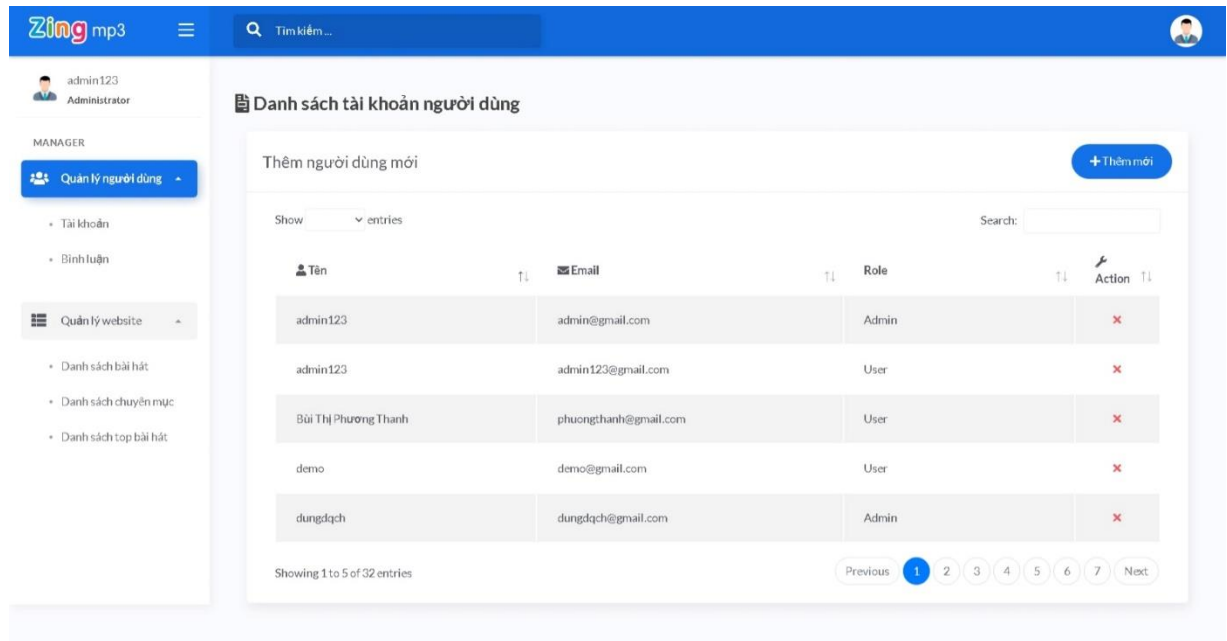 Zing mp3
Tìm kiếm ...
admin123
Administrator
MANAGER
Quản lý người dùng
Tài khoản
Bình luận
Quản lý website
Danh sách bài hát
Danh sách chuyên mục
Danh sách top bài hát
Danh sách tài khoản người dùng
Thêm người dùng mới
+ Thêm mới
Show entries
Search:
Tên Email Role Action
admin123 admin@gmail.com Admin
admin123 admin123@gmail.com User
Bùi Thị Phương Thanh phuongthanh@gmail.com User
demo demo@gmail.com User
dungdqch dungdqch@gmail.com Admin
Showing 1 to 5 of 32 entries
Previous 1 2 3 4 5 6 7 Next